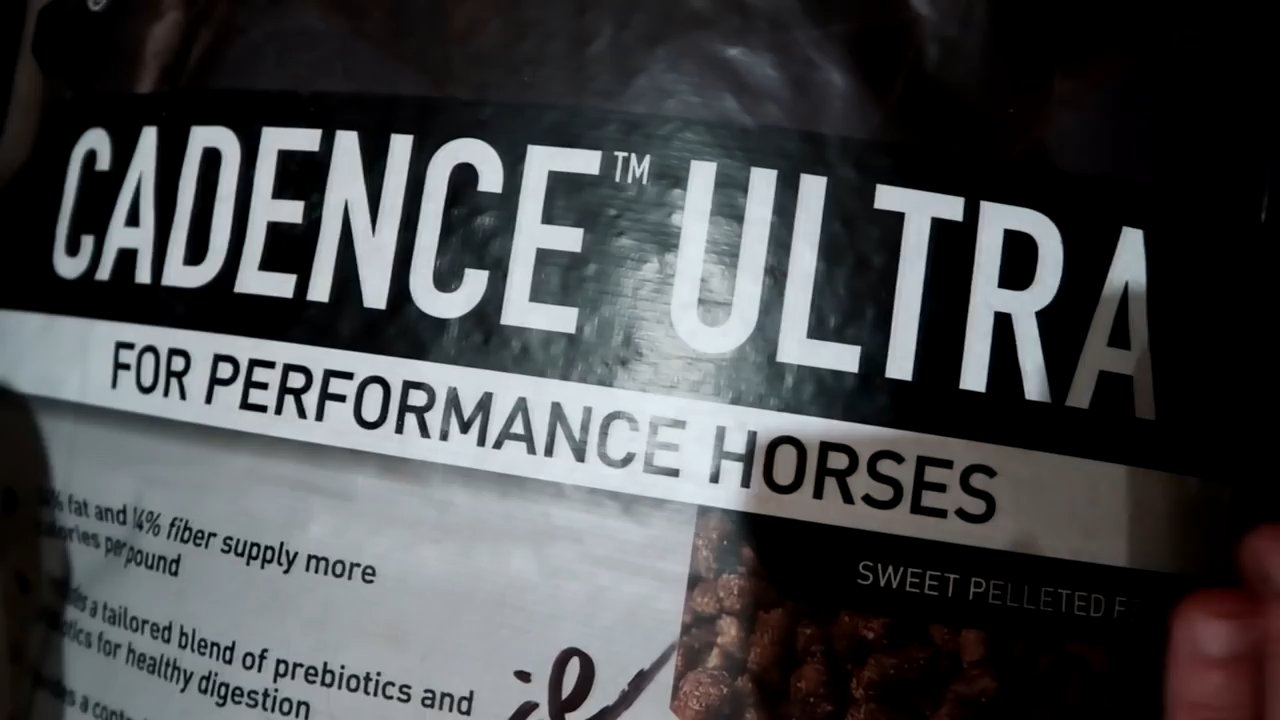 CADENCE™ ULTRA
FOR PERFORMANCE HORSES
% fat and 14% fiber supply more
per pound
a tailored blend of prebiotics and
for healthy digestion
a
SWEET PELLETED